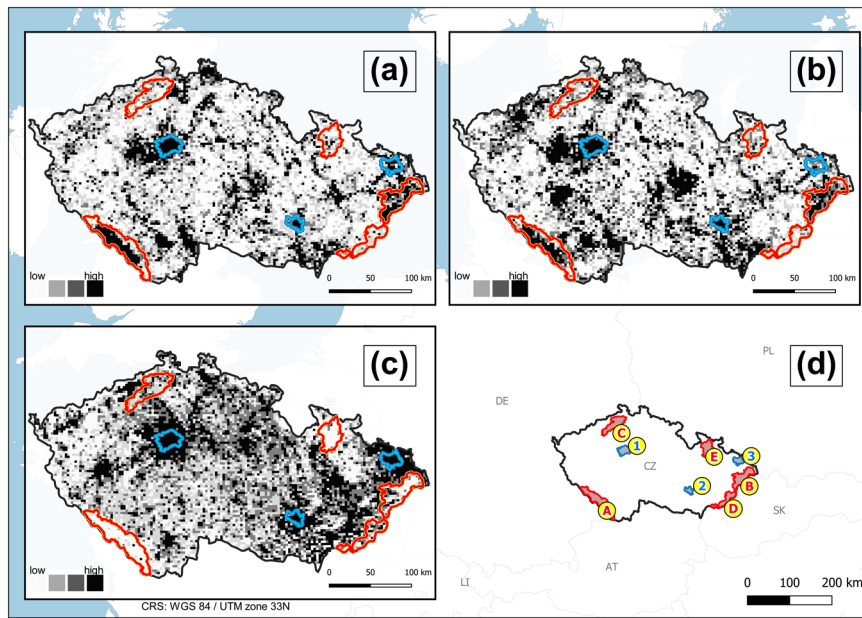 (a)
low high
0 50 100 km
(b)
low high
0 50 100 km
(c)
low high
0 50 100 km
CRS: WGS 84 / UTM zone 33N
(d)
PL
DE
C
1
E
3
CZ
2
B
A
D
SK
AT
LI
0 100 200 km